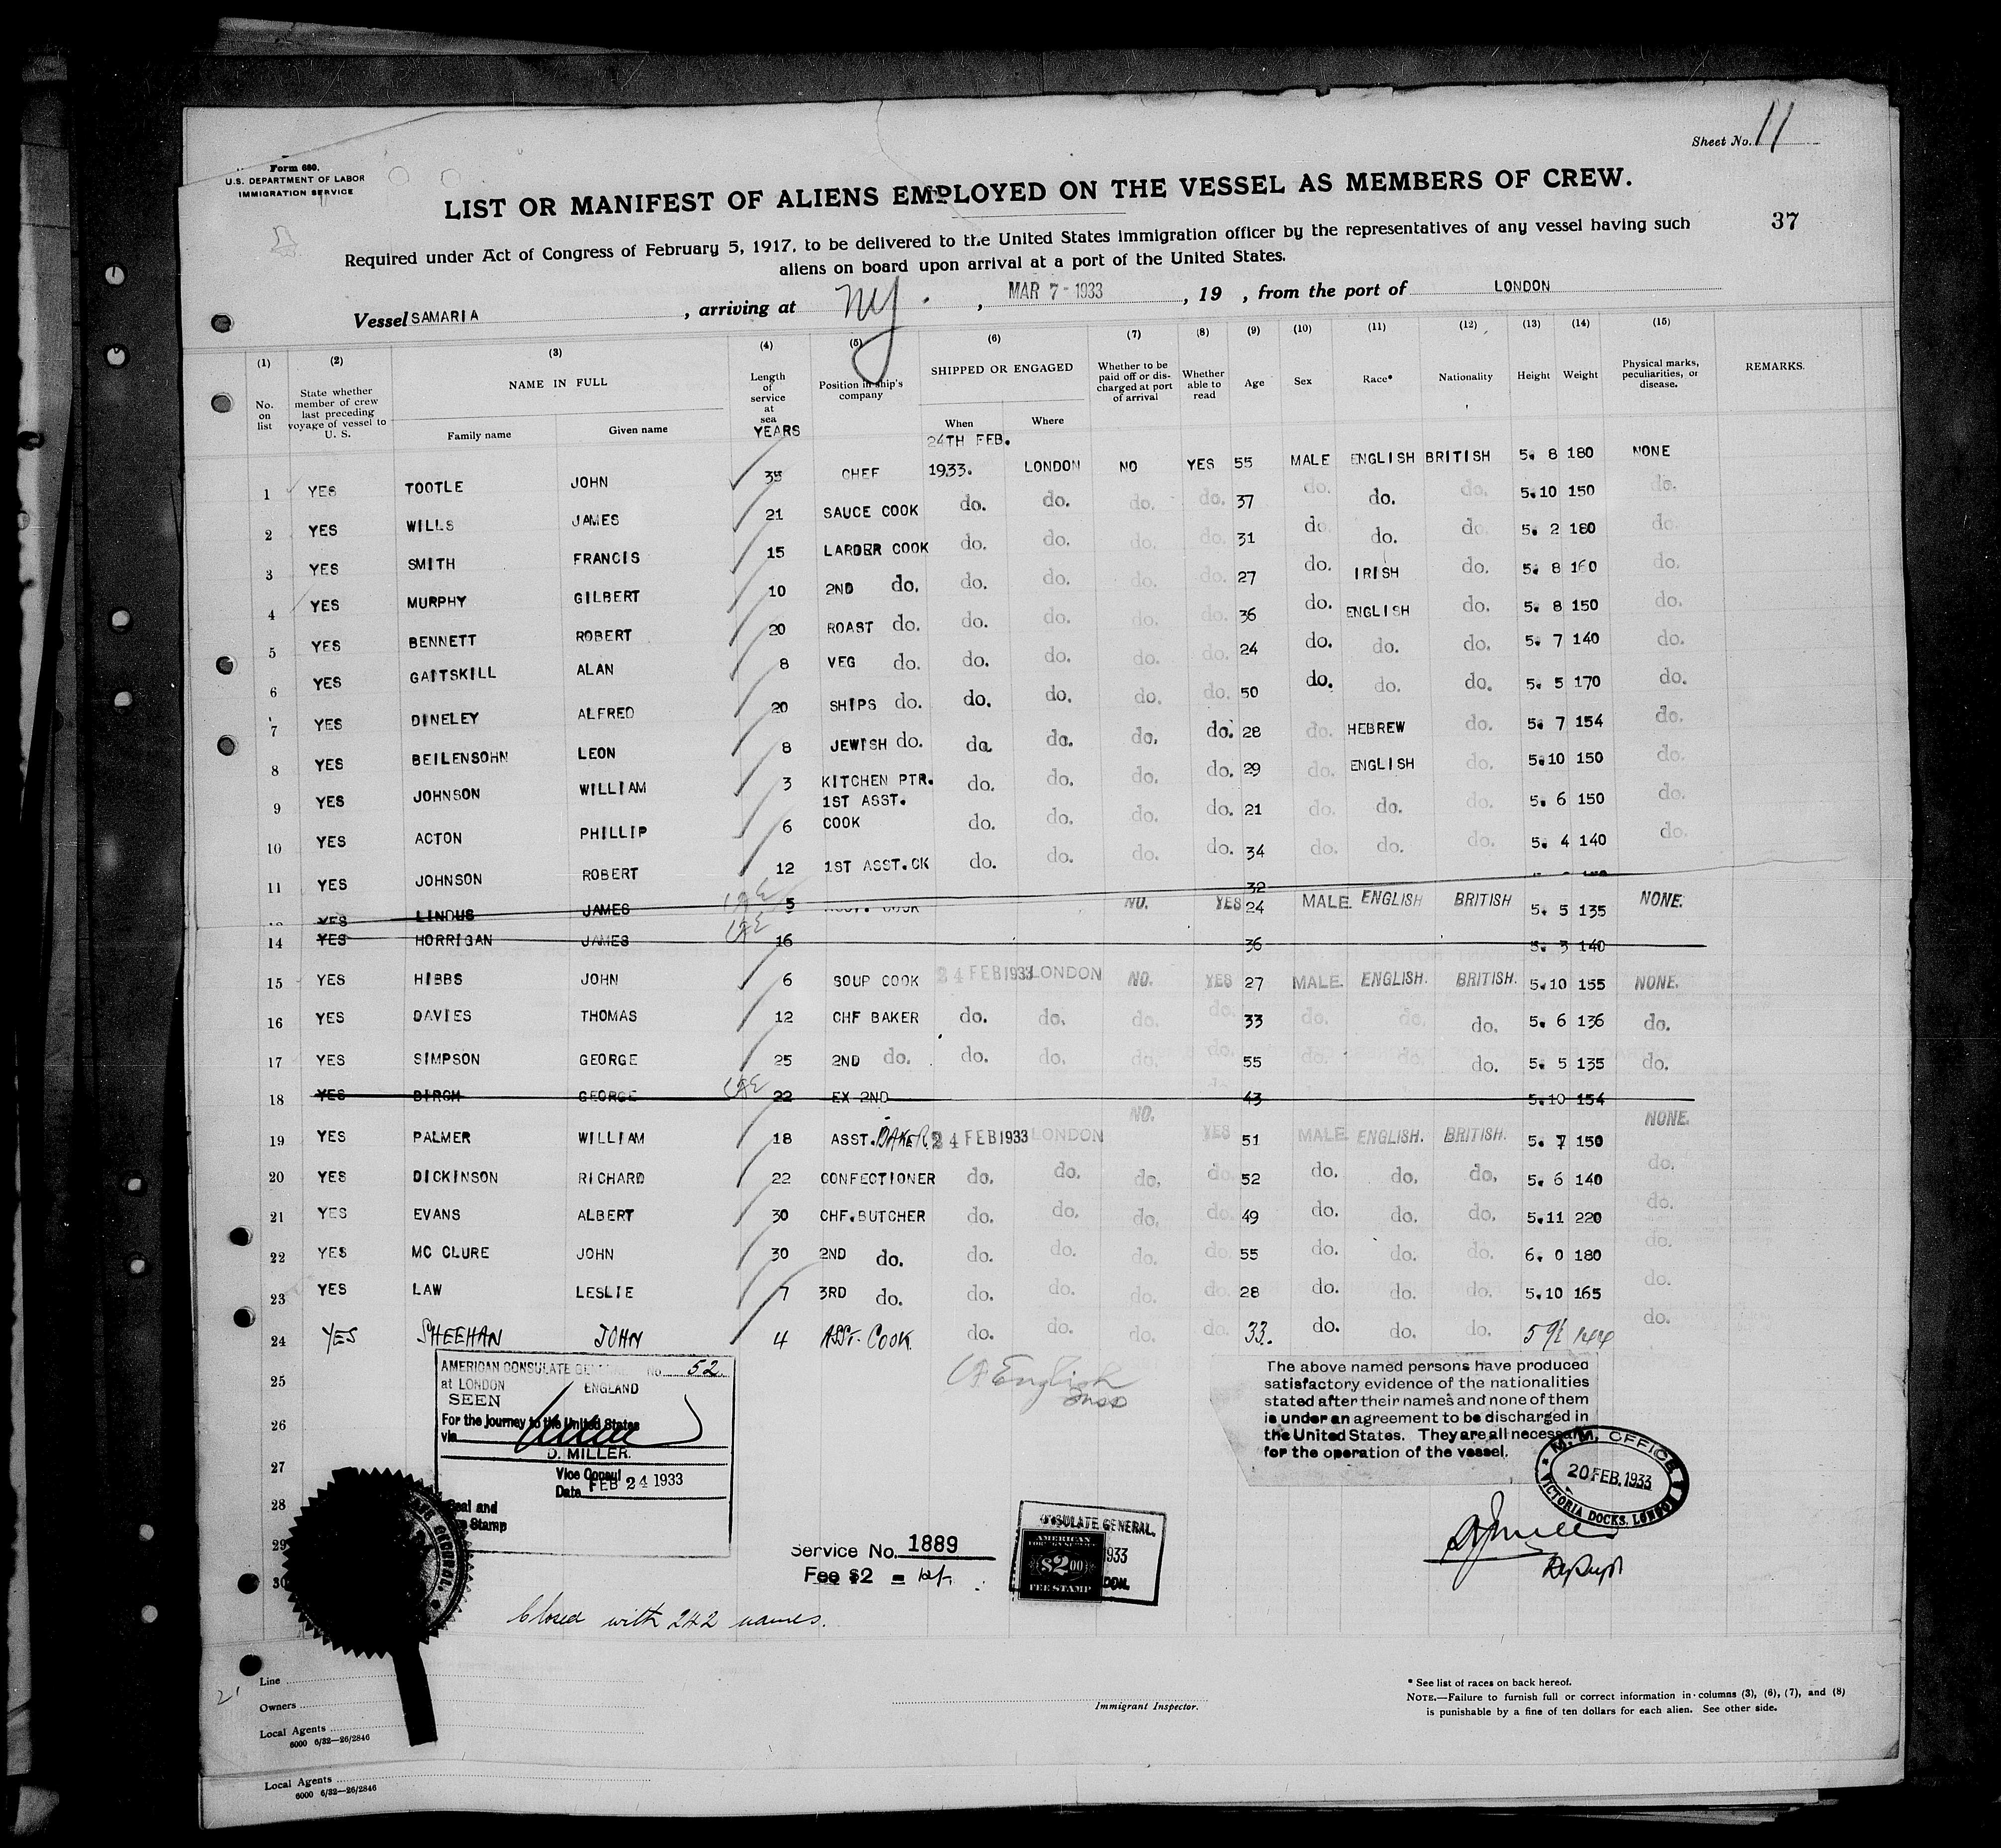 Sheet No. 11
Form 680.
U.S. DEPARTMENT OF LABOR
IMMIGRATION SERVICE
LIST OR MANIFEST OF ALIENS EMPLOYED ON THE VESSEL AS MEMBERS OF CREW.
37
Required under Act of Congress of February 5, 1917, to be delivered to the United States immigration officer by the representatives of any vessel having such
aliens on board upon arrival at a port of the United States.
Vessel SAMARIA , arriving at NY. , MAR 7 - 1933 , 19 , from the port of LONDON
(1) (2) (3) (4) (5) (6) (7) (8) (9) (10) (11) (12) (13) (14) (15)
No. on list
State whether member of crew last preceding voyage of vessel to U. S.
NAME IN FULL
Family name Given name
Length of service at sea
YEARS
Position in ship's company
SHIPPED OR ENGAGED
When Where
Whether to be paid off or discharged at port of arrival
Whether able to read
Age Sex Race* Nationality Height Weight
Physical marks, peculiarities, or disease.
REMARKS.
24TH FEB.
1 YES TOOTLE JOHN 35 CHEF 1933. LONDON NO YES 55 MALE ENGLISH BRITISH 5. 8 180 NONE
2 YES WILLS JAMES 21 SAUCE COOK do. do. do. do. 37 do. do. do. 5.10 150 do.
3 YES SMITH FRANCIS 15 LARDER COOK do. do. do. do. 31 do. do. do. 5. 2 180 do.
4 YES MURPHY GILBERT 10 2ND do. do. do. do. do. 27 do. IRISH do. 5. 8 160 do.
5 YES BENNETT ROBERT 20 ROAST do. do. do. do. do. 36 do. ENGLISH do. 5. 8 150 do.
6 YES GAITSKILL ALAN 8 VEG do. do. do. do. do. 24 do. do. do. 5. 7 140 do.
7 YES DINELEY ALFRED 20 SHIPS do. do. do. do. do. 50 do. do. do. 5. 5 170 do.
8 YES BEILENSOHN LEON 8 JEWISH do. do. do. do. do. 28 do. HEBREW do. 5. 7 154 do.
9 YES JOHNSON WILLIAM 3 KITCHEN PTR. do. do. do. do. 29 do. ENGLISH do. 5.10 150 do.
1ST ASST.
10 YES ACTON PHILLIP 6 COOK do. do. do. do. 21 do. do. do. 5. 6 150 do.
11 YES JOHNSON ROBERT 12 1ST ASST.CK do. do. do. do. 34 do. do. do. 5. 4 140 do.
32
YES LINDUS JAMES 5 ASST. COOK NO. YES 24 MALE. ENGLISH BRITISH 5. 5 135 NONE.
14 YES HORRIGAN JAMES 16 36 5. 3 140
15 YES HIBBS JOHN 6 SOUP COOK 24 FEB 1933 LONDON NO. YES 27 MALE. ENGLISH. BRITISH. 5.10 155 NONE.
16 YES DAVIES THOMAS 12 CHF BAKER do. do. do. do. 33 do. do. do. 5. 6 136 do.
17 YES SIMPSON GEORGE 25 2ND do. do. do. do. do. 55 do. do. do. 5. 5 135 do.
18 YES BIRCH GEORGE 22 EX 2ND 43 5.10 154
19 YES PALMER WILLIAM 18 ASST. BAKER 24 FEB 1933 LONDON NO. YES 51 MALE. ENGLISH. BRITISH. 5. 7 150 NONE.
20 YES DICKINSON RICHARD 22 CONFECTIONER do. do. do. do. 52 do. do. do. 5. 6 140 do.
21 YES EVANS ALBERT 30 CHF.BUTCHER do. do. do. do. 49 do. do. do. 5.11 220 do.
22 YES MC CLURE JOHN 30 2ND do. do. do. do. do. 55 do. do. do. 6. 0 180 do.
23 YES LAW LESLIE 7 3RD do. do. do. do. do. 28 do. do. do. 5.10 165 do.
24 YES SHEEHAN JOHN 4 ASST. COOK do. do. do. do. 33. do. do. do. 5 9½ 144 do.
25
26
27
28
29
30
AMERICAN CONSULATE GENERAL No. 52.
at LONDON ENGLAND
SEEN
For the journey to the United States
via
D. MILLER.
Vice Consul
Date FEB 24 1933
Seal and
Stamp
English
The above named persons have produced
satisfactory evidence of the nationalities
stated after their names and none of them
is under an agreement to be discharged in
the United States. They are all necessary
for the operation of the vessel.
M. M. OFFICE
20 FEB. 1933
VICTORIA DOCKS. LONDON
Service No. 1889
Fee $2 =
CONSULATE GENERAL,
1933
AMERICAN
$2.00
FEE STAMP
Closed with 242 names.
Line
Owners
Local Agents
6000 6/32—26/2846
Immigrant Inspector.
* See list of races on back hereof.
NOTE.—Failure to furnish full or correct information in columns (3), (6), (7), and (8)
is punishable by a fine of ten dollars for each alien. See other side.
Local Agents
6000 6/32—26/2846